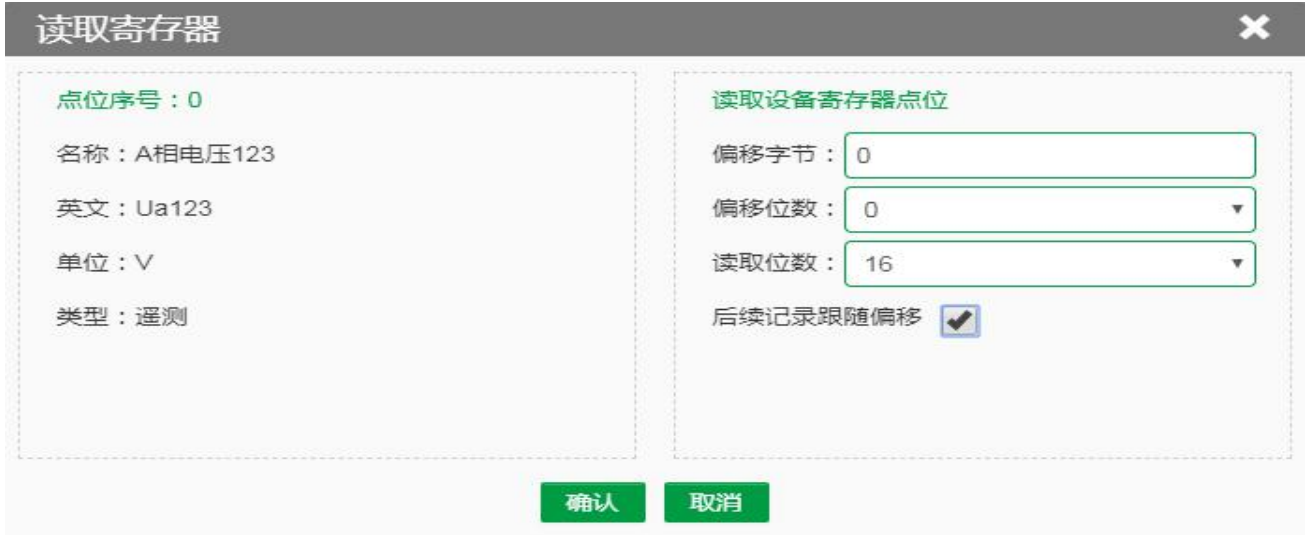 读取寄存器
点位序号：0
名称：A相电压123
英文：Ua123
单位：V
类型：遥测
读取设备寄存器点位
偏移字节：0
偏移位数：0
读取位数：16
后续记录跟随偏移
确认
取消